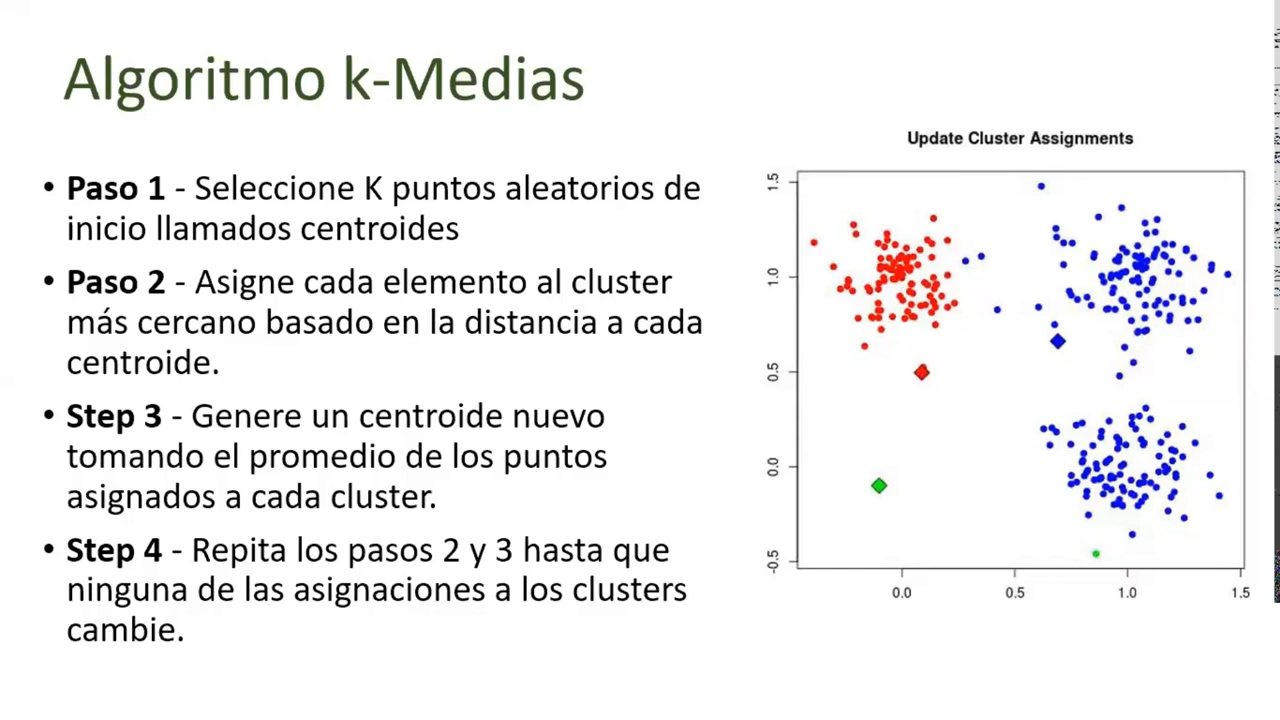 Algoritmo k-Medias
• Paso 1 - Seleccione K puntos aleatorios de
inicio llamados centroides
• Paso 2 - Asigne cada elemento al cluster
más cercano basado en la distancia a cada
centroide.
• Step 3 - Genere un centroide nuevo
tomando el promedio de los puntos
asignados a cada cluster.
• Step 4 - Repita los pasos 2 y 3 hasta que
ninguna de las asignaciones a los clusters
cambie.
Update Cluster Assignments
1.5
1.0
0.5
0.0
-0.5
0.0 0.5 1.0 1.5